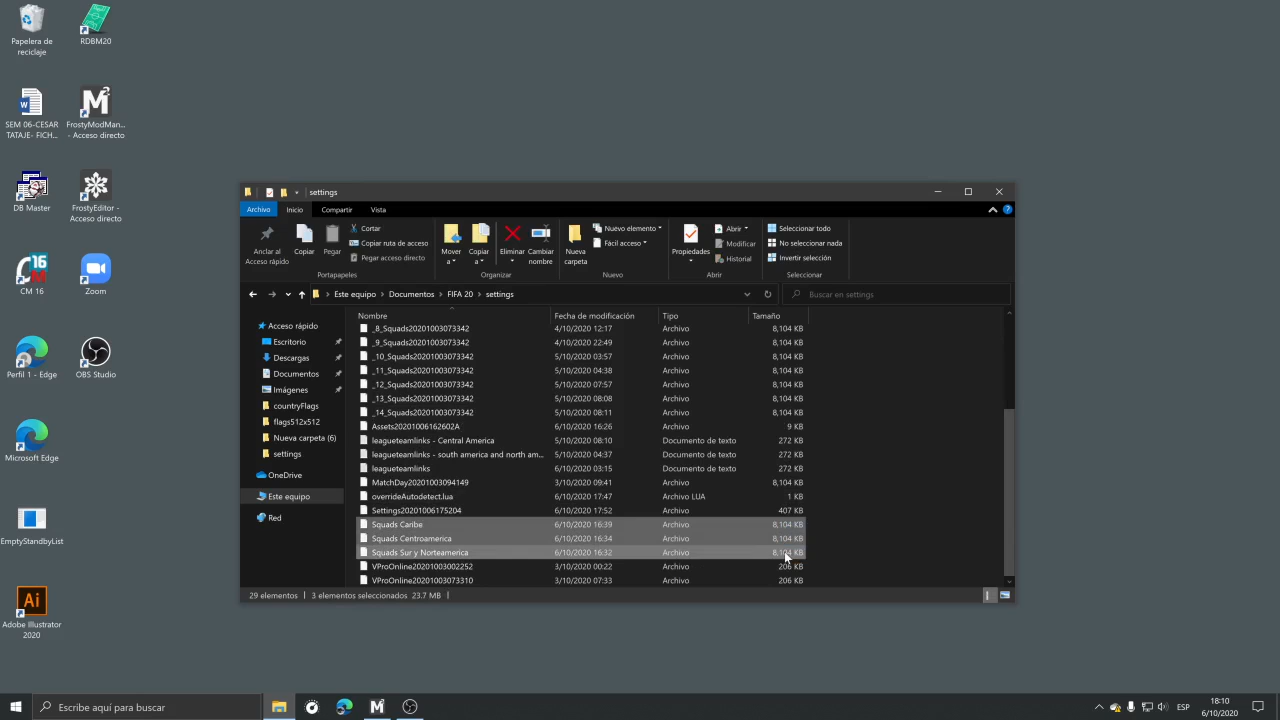 Papelera de
reciclaje
RDBM20
SEM 06-CESAR
TATAJE- FICH...
FrostyModMan...
- Acceso directo
DB Master
FrostyEditor -
Acceso directo
CM 16
Zoom
Perfil 1 - Edge
OBS Studio
Microsoft Edge
EmptyStandbyList
Adobe Illustrator
2020
settings
Archivo Inicio Compartir Vista
Anclar al
Acceso rápido
Copiar
Pegar
Cortar
Copiar ruta de acceso
Pegar acceso directo
Portapapeles
Mover
a
Copiar
a
Eliminar
Cambiar
nombre
Organizar
Nueva
carpeta
Nuevo elemento
Fácil acceso
Nuevo
Propiedades
Abrir
Modificar
Historial
Abrir
Seleccionar todo
No seleccionar nada
Invertir selección
Seleccionar
Este equipo Documentos FIFA 20 settings
Buscar en settings
Acceso rápido
Escritorio
Descargas
Documentos
Imágenes
countryFlags
flags512x512
Nueva carpeta (6)
settings
OneDrive
Este equipo
Red
Nombre Fecha de modificación Tipo Tamaño
_8_Squads20201003073342 4/10/2020 12:17 Archivo 8,104 KB
_9_Squads20201003073342 4/10/2020 22:49 Archivo 8,104 KB
_10_Squads20201003073342 5/10/2020 03:57 Archivo 8,104 KB
_11_Squads20201003073342 5/10/2020 04:38 Archivo 8,104 KB
_12_Squads20201003073342 5/10/2020 07:57 Archivo 8,104 KB
_13_Squads20201003073342 5/10/2020 08:08 Archivo 8,104 KB
_14_Squads20201003073342 5/10/2020 08:11 Archivo 8,104 KB
Assets20201006162602A 6/10/2020 16:26 Archivo 9 KB
leagueteamlinks - Central America 5/10/2020 08:10 Documento de texto 272 KB
leagueteamlinks - south america and north am... 5/10/2020 04:37 Documento de texto 272 KB
leagueteamlinks 6/10/2020 03:15 Documento de texto 272 KB
MatchDay20201003094149 3/10/2020 09:41 Archivo 8,104 KB
overrideAutodetect.lua 6/10/2020 17:47 Archivo LUA 1 KB
Settings20201006175204 6/10/2020 17:52 Archivo 407 KB
Squads Caribe 6/10/2020 16:39 Archivo 8,104 KB
Squads Centroamerica 6/10/2020 16:34 Archivo 8,104 KB
Squads Sur y Norteamerica 6/10/2020 16:32 Archivo 8,104 KB
VProOnline20201003002252 3/10/2020 00:22 Archivo 206 KB
VProOnline20201003073310 3/10/2020 07:33 Archivo 206 KB
29 elementos 3 elementos seleccionados 23.7 MB
Escribe aquí para buscar
ESP
18:10
6/10/2020